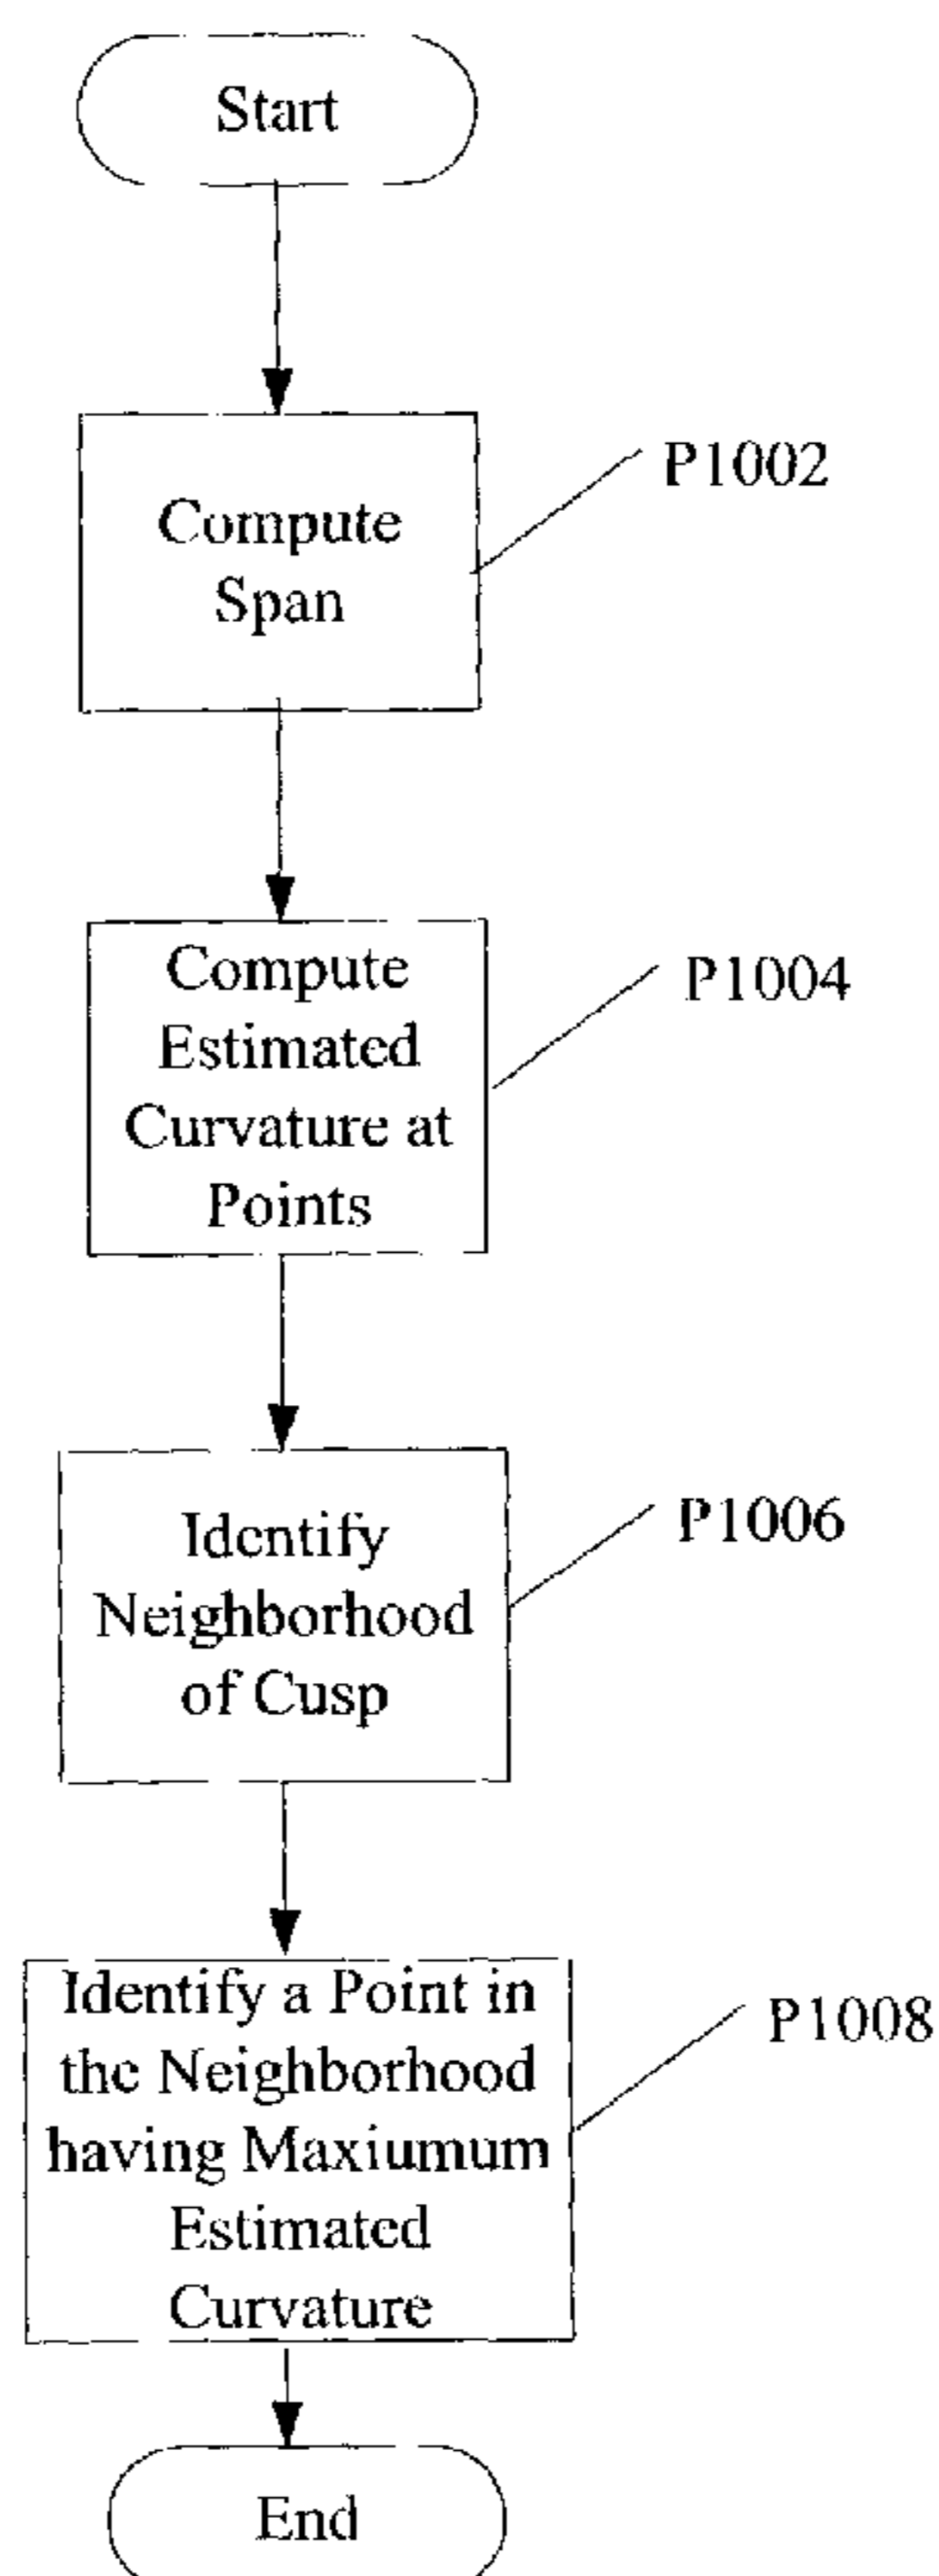 Start
Compute
Span
P1002
Compute
Estimated
Curvature at
Points
P1004
Identify
Neighborhood
of Cusp
P1006
Identify a Point in
the Neighborhood
having Maxiumum
Estimated
Curvature
P1008
End